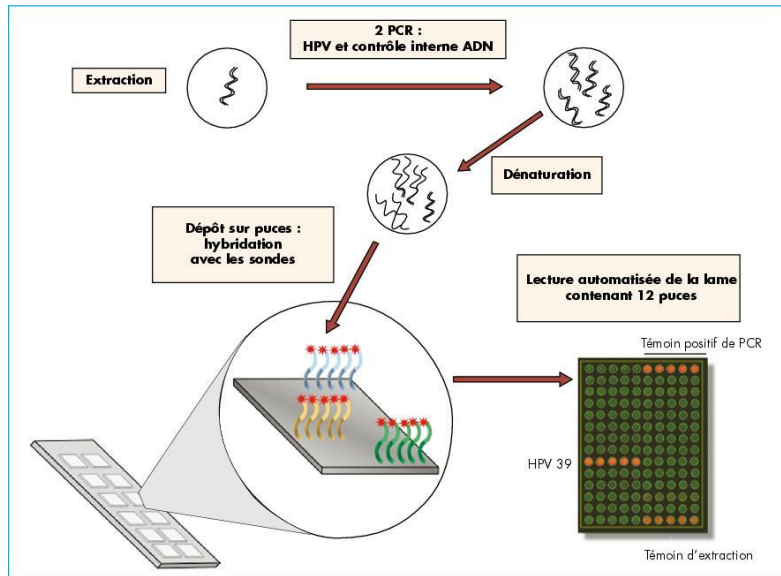 2 PCR :
HPV et contrôle interne ADN
Extraction
Dénaturation
Dépôt sur puces :
hybridation
avec les sondes
Lecture automatisée de la lame
contenant 12 puces
Témoin positif de PCR
HPV 39
Témoin d'extraction